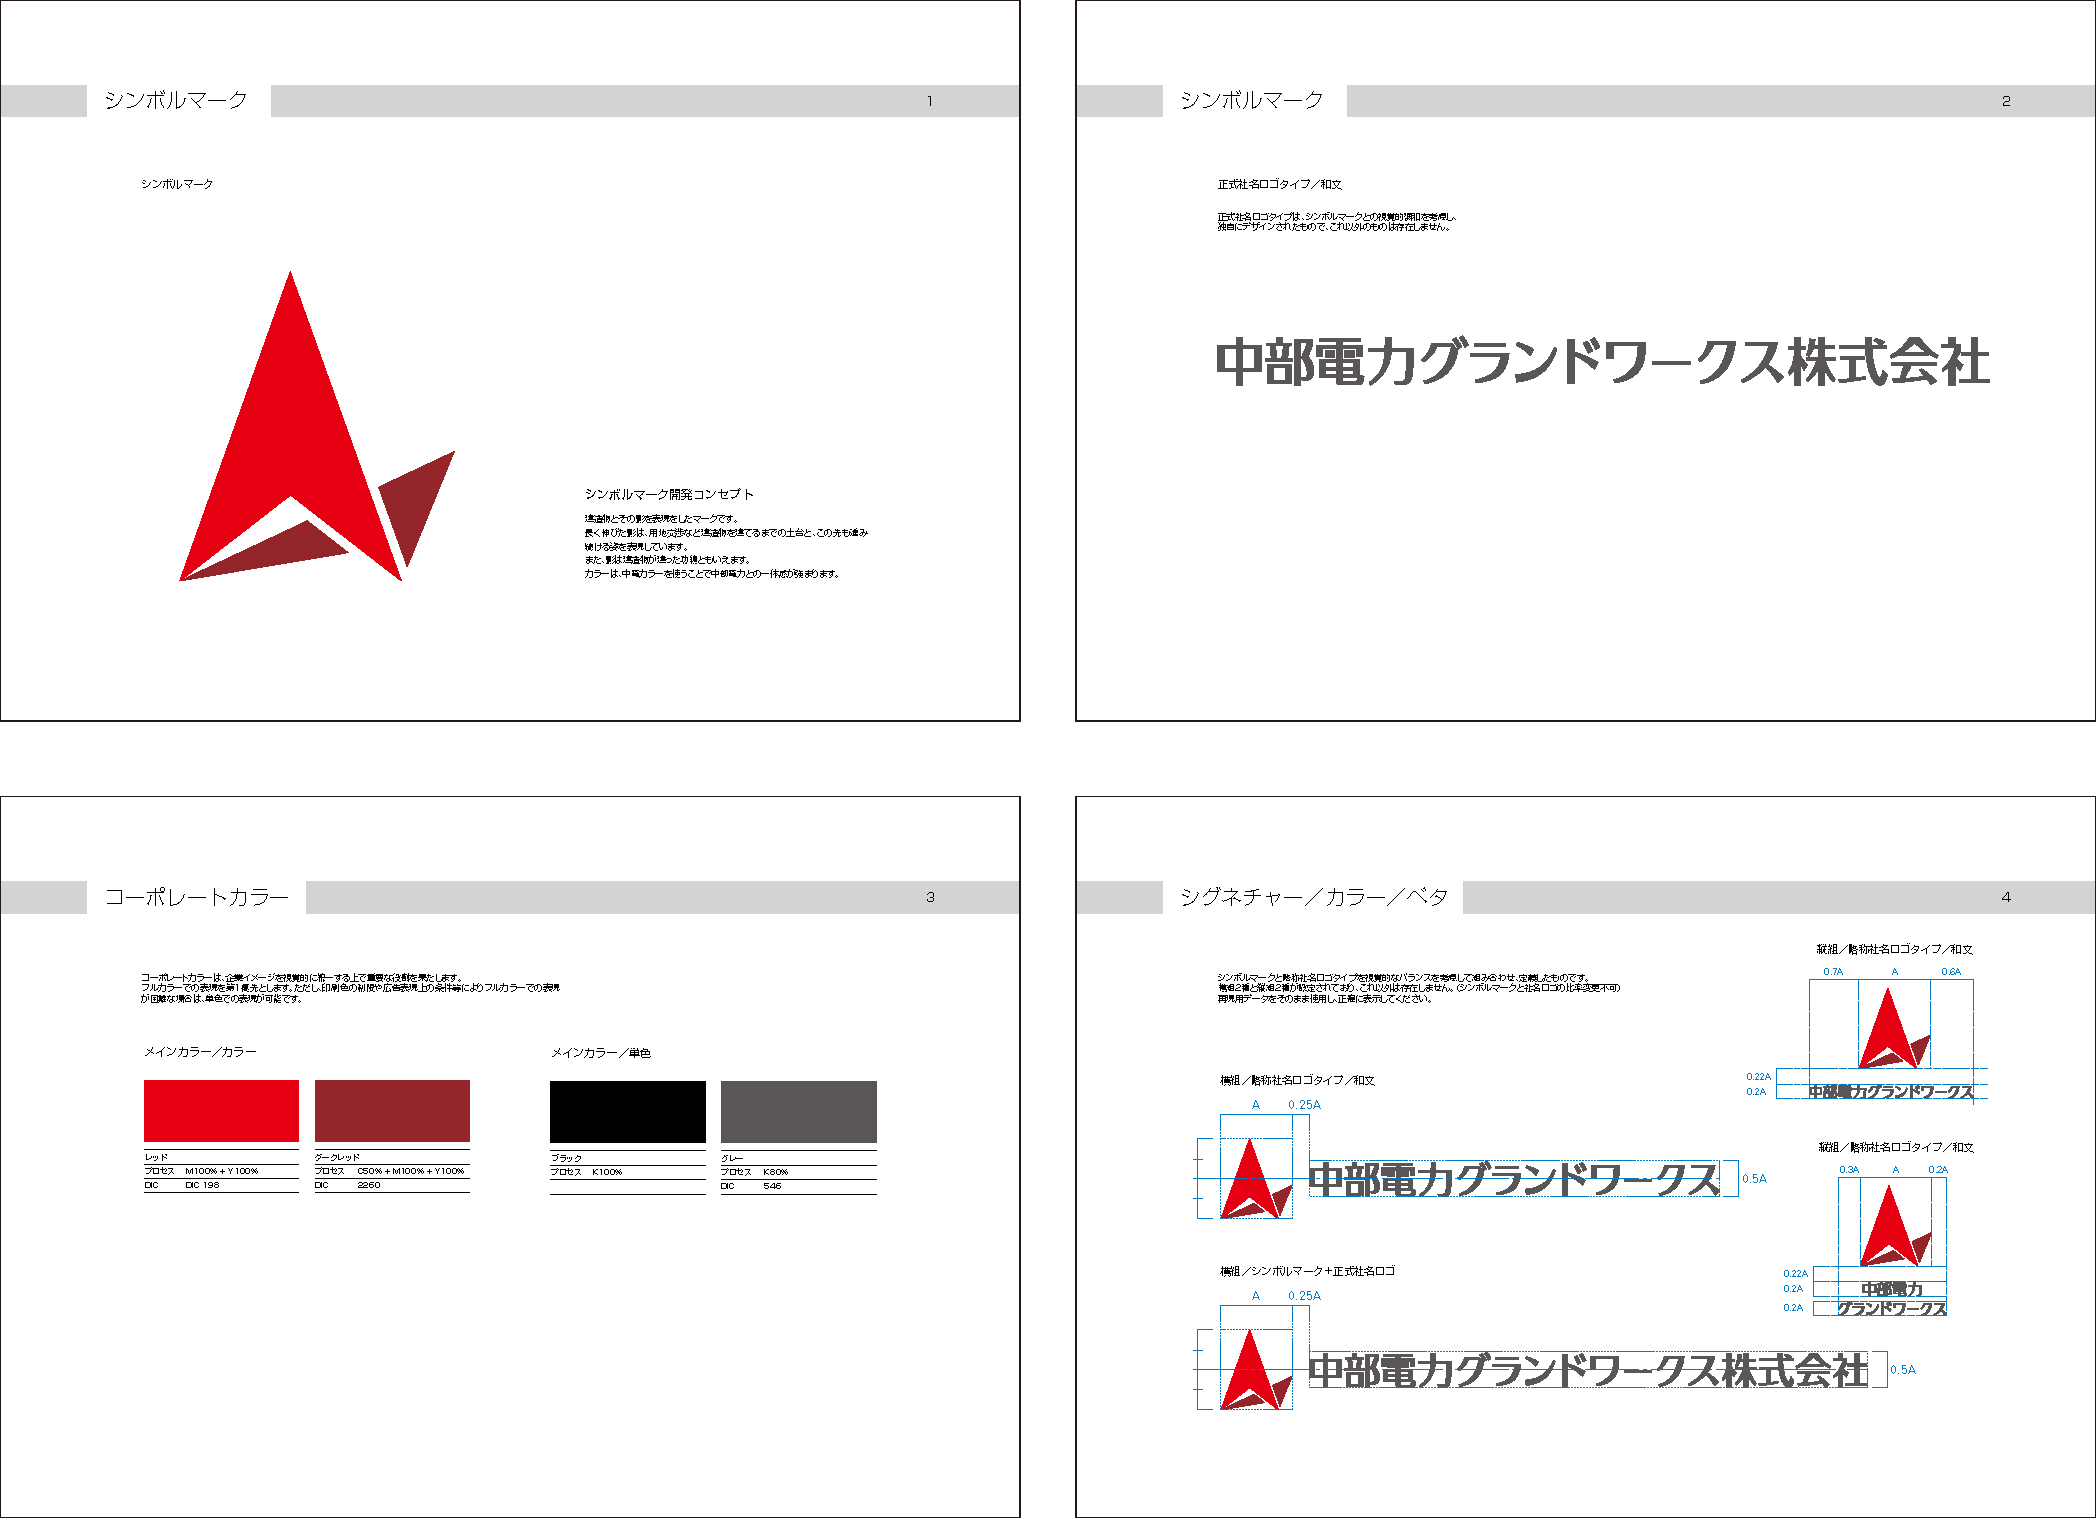 シンボルマーク
1
シンボルマーク
シンボルマーク開発コンセプト
建造物とその影を表現をしたマークです。
長く伸びた影は、用地交渉など建造物を建てるまでの土台と、この先も進み
続ける姿を表現しています。
また、影は建造物が造った功績ともいえます。
カラーは、中電カラーを使うことで中部電力との一体感が強まります。
シンボルマーク
2
正式社名ロゴタイプ／和文
正式社名ロゴタイプは、シンボルマークとの視覚的調和を考慮し、
独自にデザインされたもので、これ以外のものは存在しません。
中部電力グランドワークス株式会社
コーポレートカラー
3
コーポレートカラーは、企業イメージを視覚的に統一する上で重要な役割を果たします。
フルカラーでの表現を第1優先とします。ただし、印刷色の制限や広告表現上の条件等によりフルカラーでの表現
が困難な場合は、単色での表現が可能です。
メインカラー／カラー
レッド
プロセス M100%+Y100%
DIC DIC 198
ダークレッド
プロセス C50%+M100%+Y100%
DIC 2250
メインカラー／単色
ブラック
プロセス K100%
グレー
プロセス K80%
DIC 546
シグネチャー／カラー／ベタ
4
シンボルマークと略称社名ロゴタイプを視覚的なバランスを考慮して組み合わせ、定義したものです。
横組2種と縦組2種が設定されており、これ以外は存在しません。（シンボルマークと社名ロゴの比率変更不可）
再現用データをそのまま使用し、正確に表示してください。
横組／略称社名ロゴタイプ／和文
A 0.25A
中部電力グランドワークス
0.5A
横組／シンボルマーク＋正式社名ロゴ
A 0.25A
中部電力グランドワークス株式会社
0.5A
縦組／略称社名ロゴタイプ／和文
0.7A A 0.6A
0.22A
0.2A
中部電力グランドワークス
縦組／略称社名ロゴタイプ／和文
0.3A A 0.2A
0.22A
0.2A
中部電力
0.2A
グランドワークス